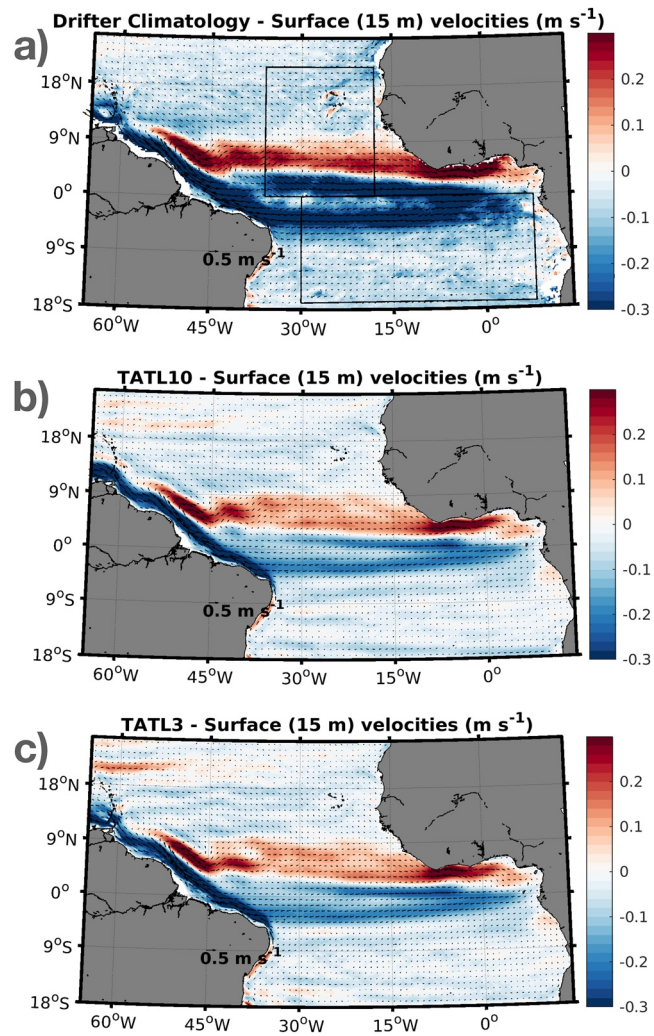 a)
Drifter Climatology - Surface (15 m) velocities (m s⁻¹)
18°N
9°N
0°
9°S
18°S
60°W 45°W 30°W 15°W 0°
0.5 m s⁻¹
0.2
0.1
0
-0.1
-0.2
-0.3
b)
TATL10 - Surface (15 m) velocities (m s⁻¹)
18°N
9°N
0°
9°S
18°S
60°W 45°W 30°W 15°W 0°
0.5 m s⁻¹
0.2
0.1
0
-0.1
-0.2
-0.3
c)
TATL3 - Surface (15 m) velocities (m s⁻¹)
18°N
9°N
0°
9°S
18°S
60°W 45°W 30°W 15°W 0°
0.5 m s⁻¹
0.2
0.1
0
-0.1
-0.2
-0.3